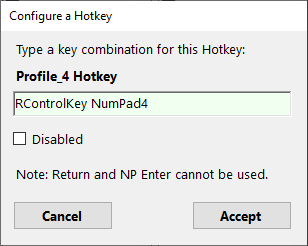 Configure a Hotkey
Type a key combination for this Hotkey:
Profile_4 Hotkey
RControlKey NumPad4
Disabled
Note: Return and NP Enter cannot be used.
Cancel Accept